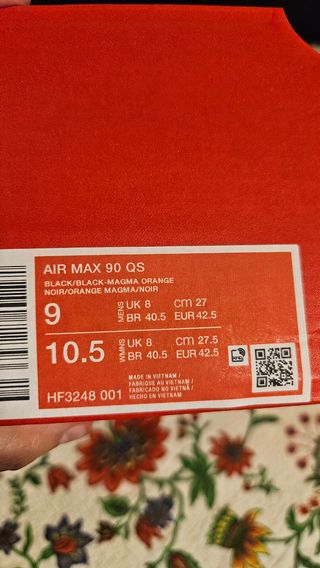 AIR MAX 90 QS
BLACK/BLACK-MAGMA ORANGE
NOIR/ORANGE MAGMA/NOIR
9 MENS UK 8 cm 27
BR 40.5 EUR 42.5
10.5 WMNS UK 8 cm 27.5
BR 40.5 EUR 42.5
MADE IN VIETNAM /
FABRIQUÉ AU VIETNAM /
FABRICADO NO VIETNÃ /
HECHO EN VIETNAM
HF3248 001